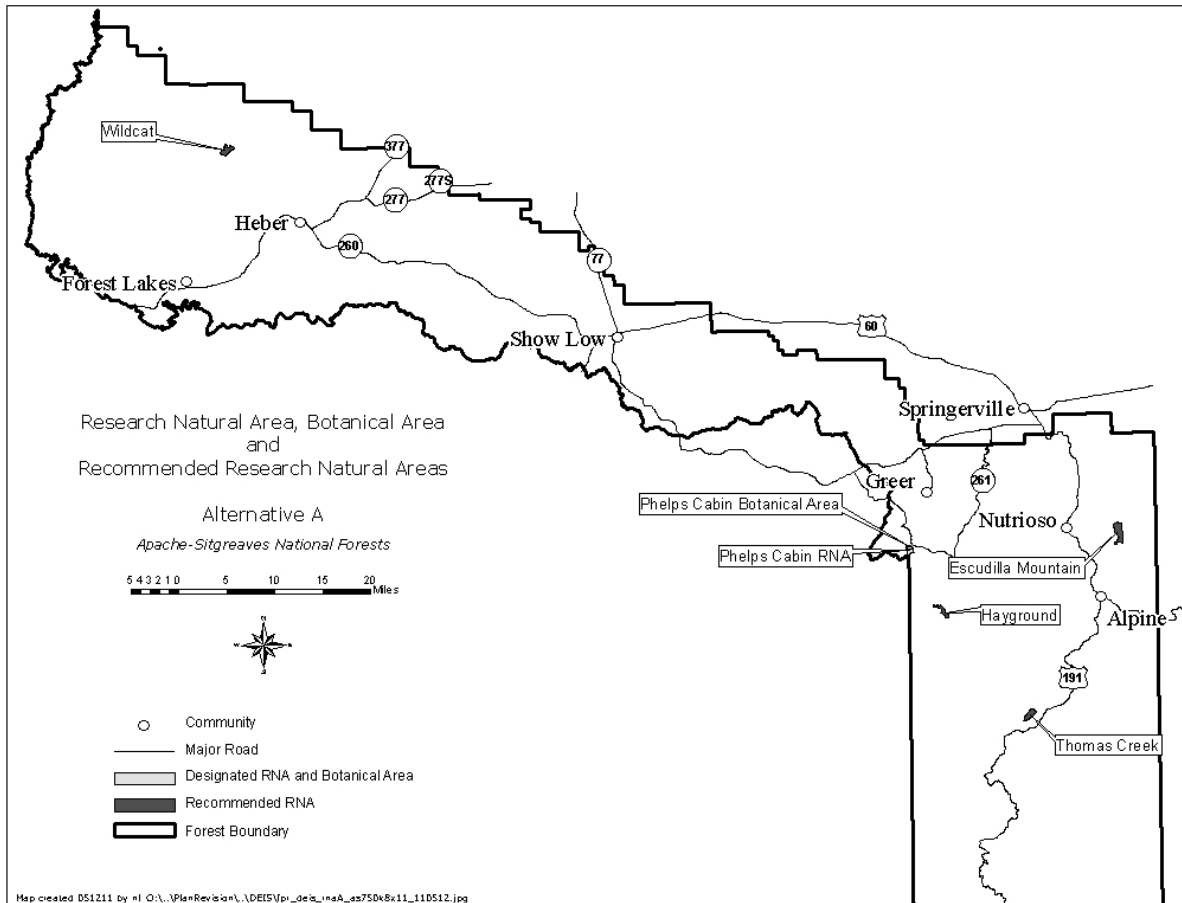 Wildcat
377
277S
277
Heber
260
77
Forest Lakes
Show Low
60
Research Natural Area, Botanical Area
and
Recommended Research Natural Areas
Springerville
Alternative A
Greer
261
Phelps Cabin Botanical Area
Nutrioso
Apache-Sitgreaves National Forests
Phelps Cabin RNA
Escudilla Mountain
5 4 3 2 1 0 5 10 15 20
Miles
Hayground
Alpine
N
W E
S
191
Community
Thomas Creek
Major Road
Designated RNA and Botanical Area
Recommended RNA
Forest Boundary